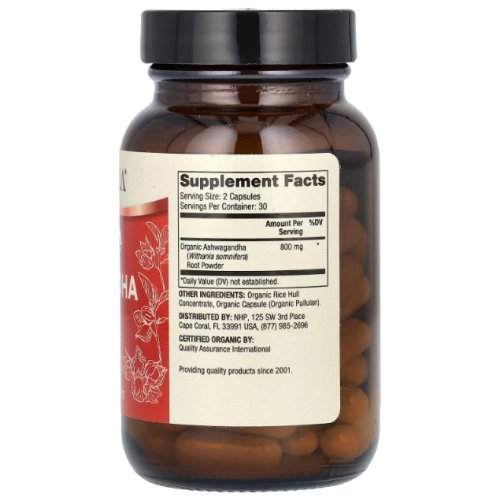 Supplement Facts
Serving Size: 2 Capsules
Servings Per Container: 30
Amount Per Serving %DV
Organic Ashwagandha 800 mg *
(Withania somnifera)
Root Powder
*Daily Value (DV) not established.
OTHER INGREDIENTS: Organic Rice Hull
Concentrate, Organic Capsule (Organic Pullulan).
DISTRIBUTED BY: NHP, 125 SW 3rd Place
Cape Coral, FL 33991 USA, (877) 985-2696
CERTIFIED ORGANIC BY:
Quality Assurance International
Providing quality products since 2001.
HA